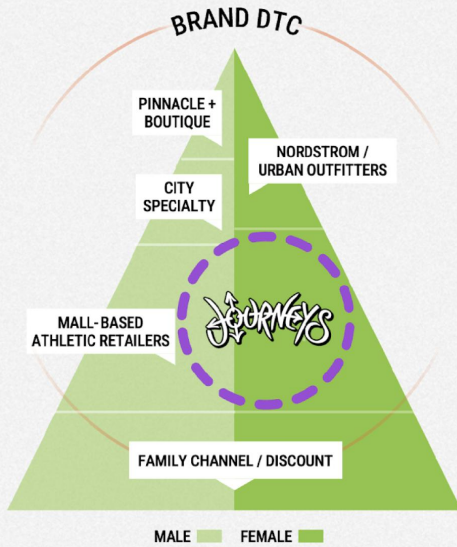 BRAND DTC
PINNACLE +
BOUTIQUE
NORDSTROM /
URBAN OUTFITTERS
CITY
SPECIALTY
JOURNEYS
MALL-BASED
ATHLETIC RETAILERS
FAMILY CHANNEL / DISCOUNT
MALE FEMALE